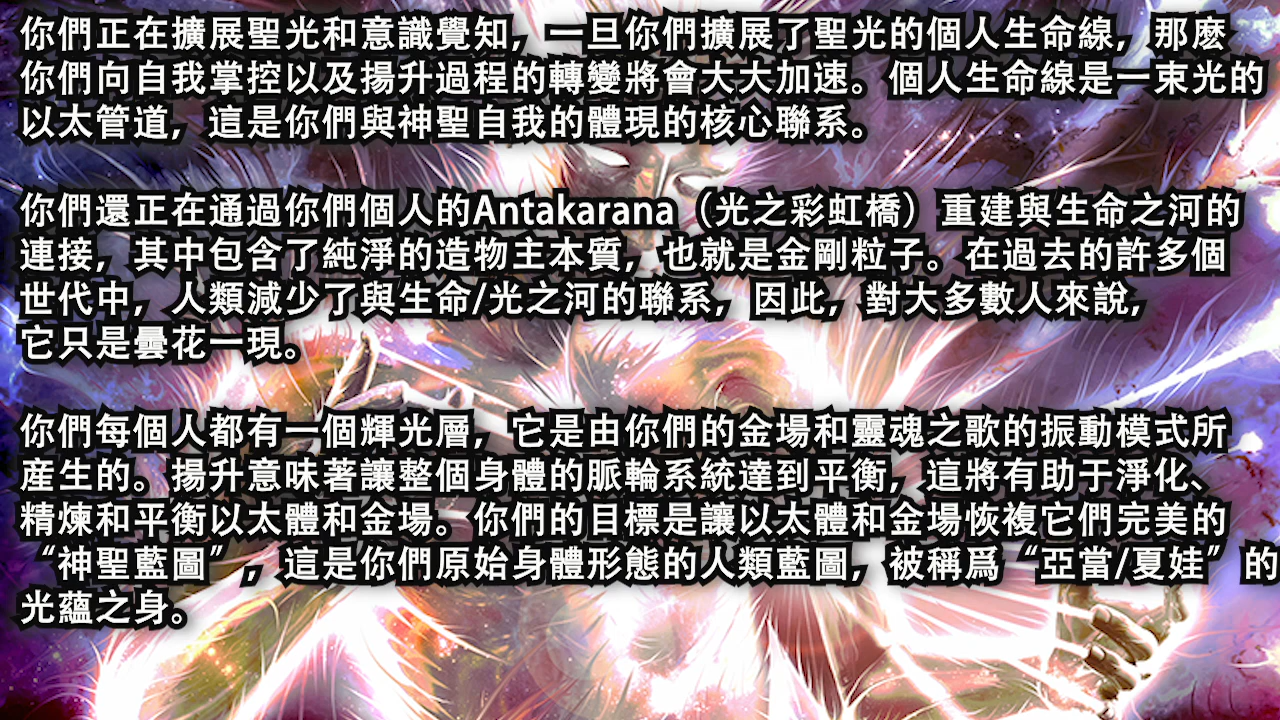 你們正在擴展聖光和意識覺知，一旦你們擴展了聖光的個人生命線，那麽
你們向自我掌控以及揚升過程的轉變將會大大加速。個人生命線是一束光的
以太管道，這是你們與神聖自我的體現的核心聯系。
你們還正在通過你們個人的Antakarana（光之彩虹橋）重建與生命之河的
連接，其中包含了純淨的造物主本質，也就是金剛粒子。在過去的許多個
世代中，人類減少了與生命/光之河的聯系，因此，對大多數人來說，
它只是曇花一現。
你們每個人都有一個輝光層，它是由你們的金場和靈魂之歌的振動模式所
産生的。揚升意味著讓整個身體的脈輪系統達到平衡，這將有助于淨化、
精煉和平衡以太體和金場。你們的目標是讓以太體和金場恢複它們完美的
“神聖藍圖”，這是你們原始身體形態的人類藍圖，被稱爲“亞當/夏娃”的
光蘊之身。